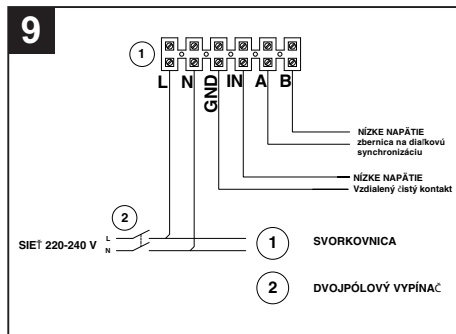 9
1
L N GND IN A B
NÍZKE NAPÄTIE
zbernica na diaľkovú
synchronizáciu
NÍZKE NAPÄTIE
Vzdialený čistý kontakt
2
SIEŤ 220-240 V
L
N
1 SVORKOVNICA
2 DVOJPÓLOVÝ VYPÍNAČ